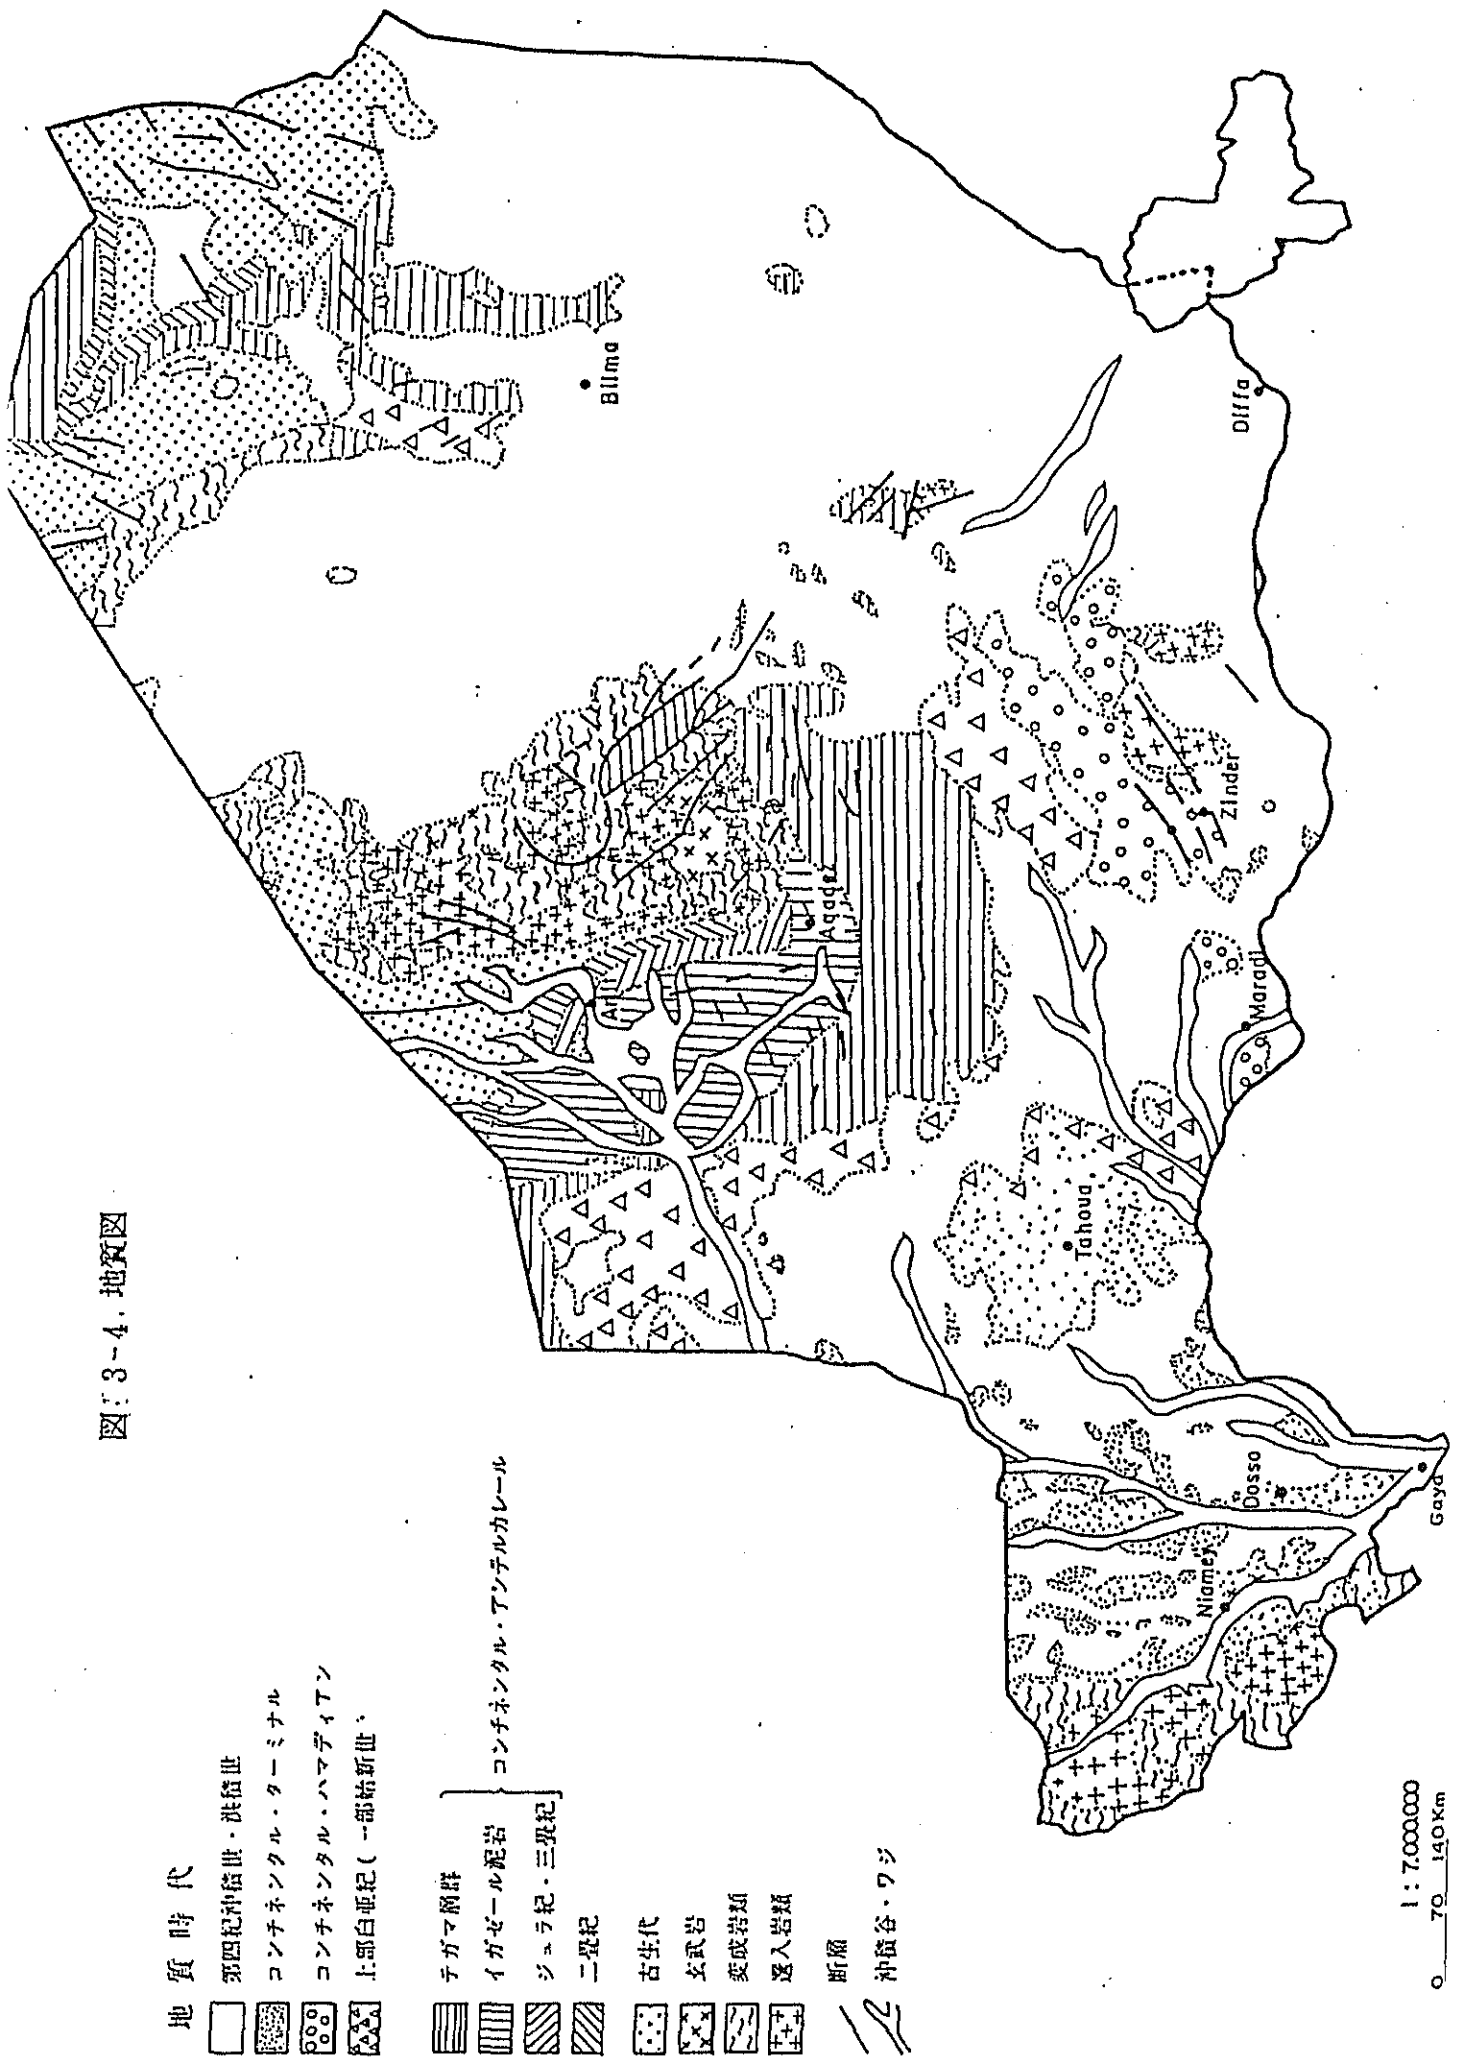 図 3-4. 地質図
地質時代
第四紀沖積世・洪積世
コンチネンタル・ターミナル
コンチネンタル・ハマディアン
上部白亜紀(一部始新世)
テガマ層群
イガゼール泥岩
ジュラ紀・三畳紀
コンチネンタル・アンテルカレール
二畳紀
古生代
玄武岩
変成岩類
貫入岩類
断層
沖積谷・ワジ
1:7.000.000
0 70 140Km
Bilma
Agadez
Diffa
Zinder
Maradi
Tahoua
Dosso
Niamey
Gaya